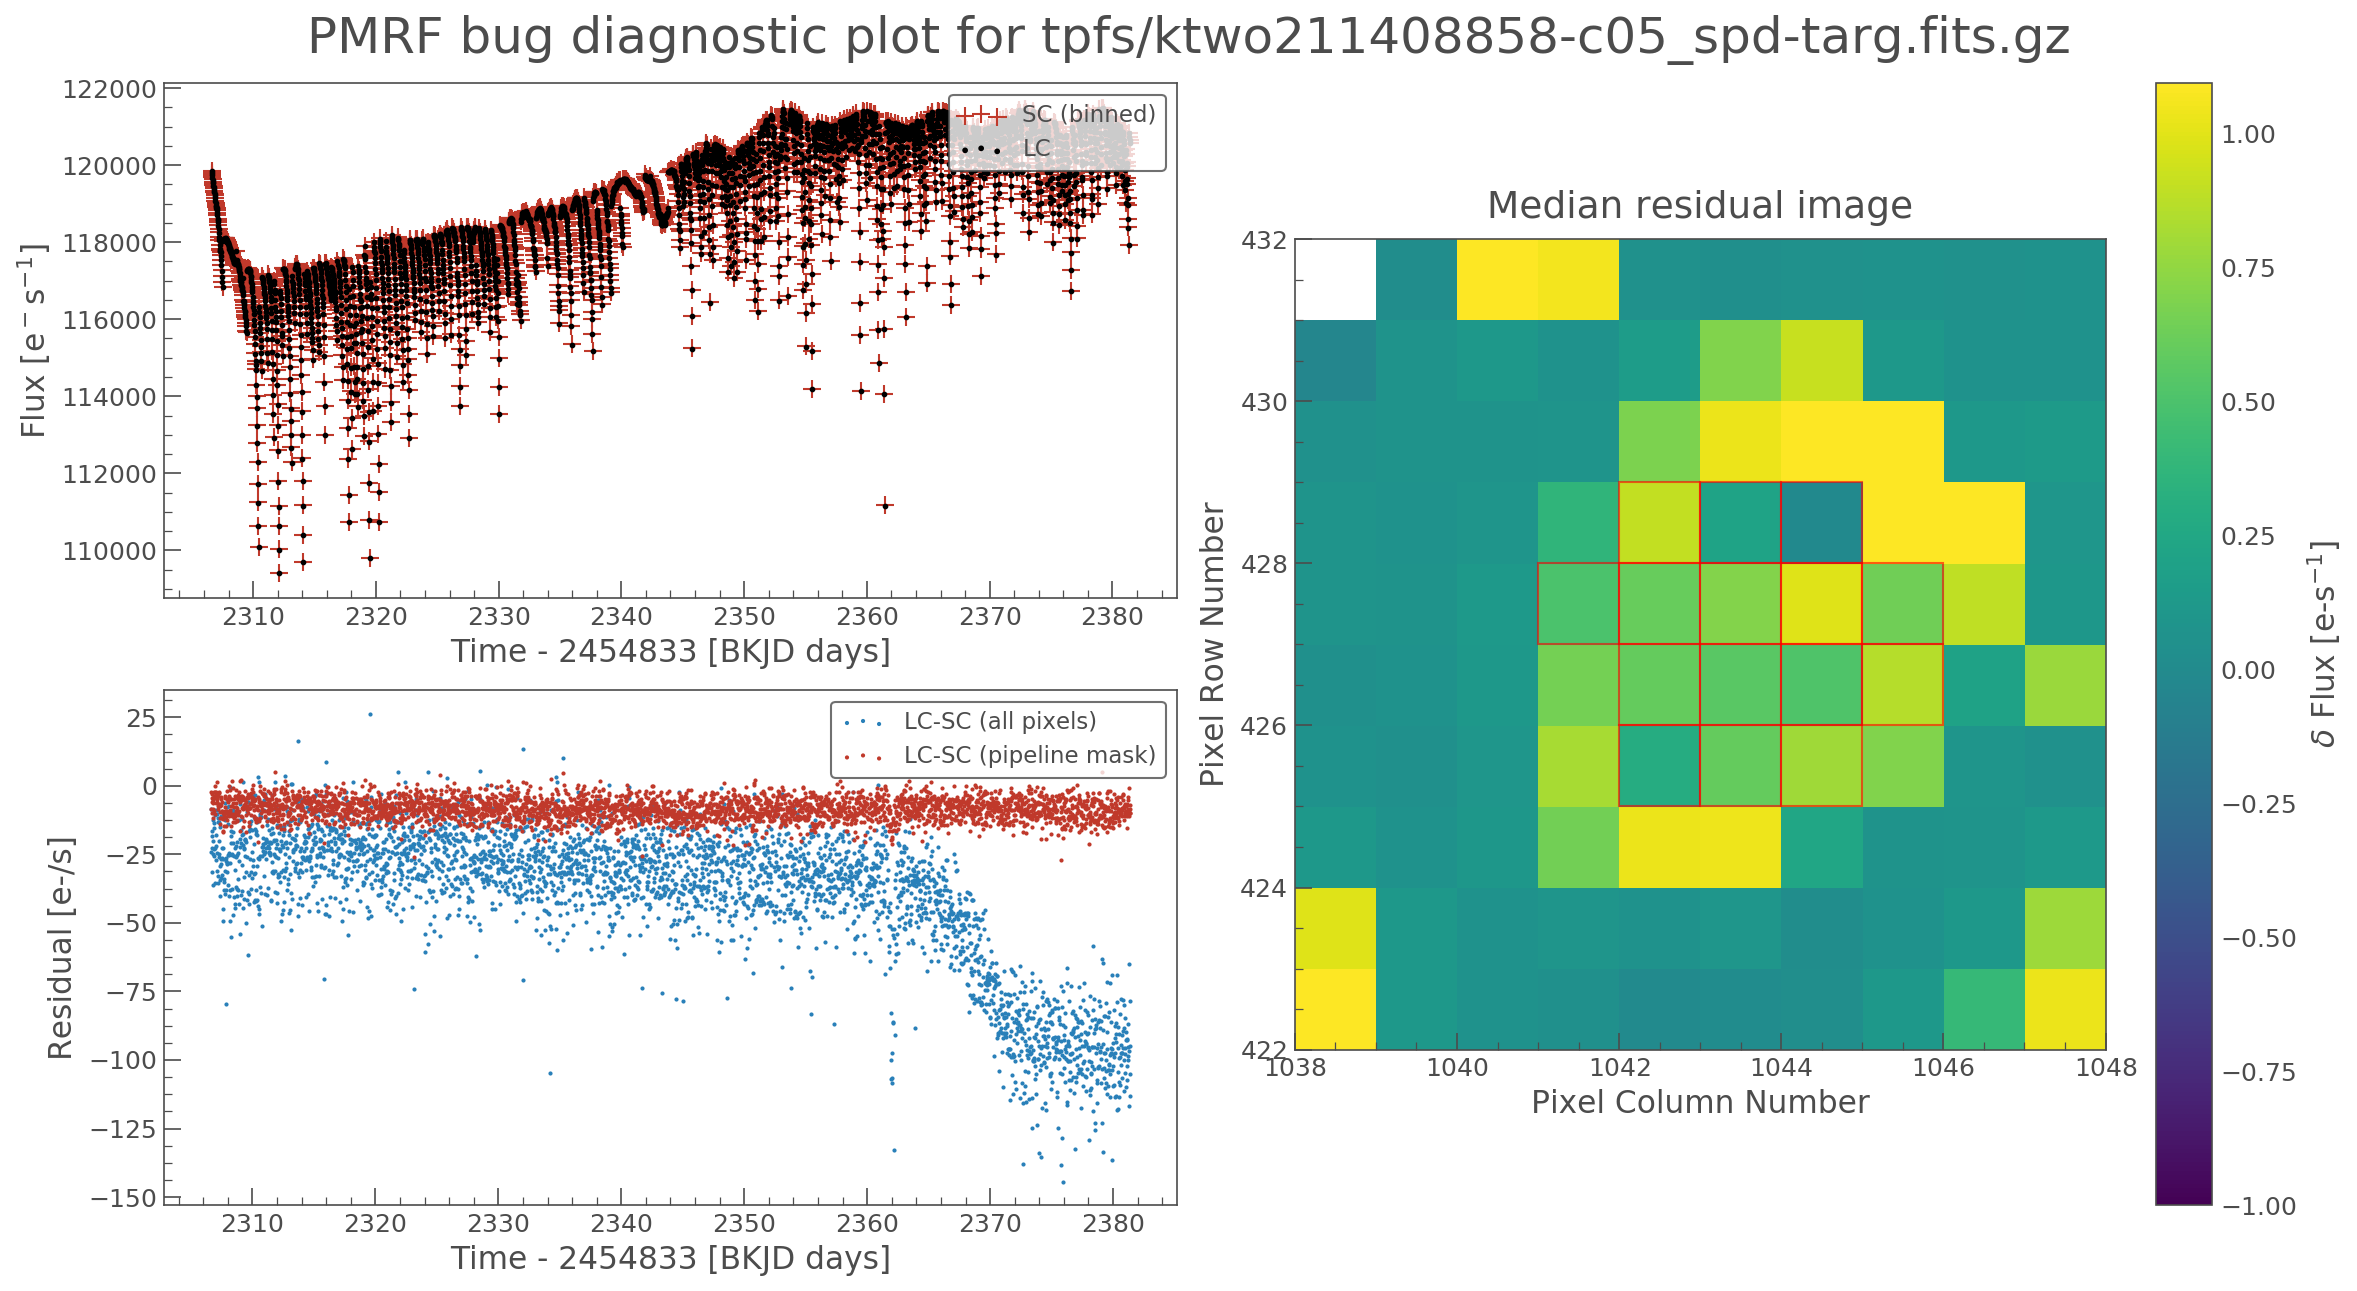 PMRF bug diagnostic plot for tpfs/ktwo211408858-c05_spd-targ.fits.gz
122000
120000
118000
116000
114000
112000
110000
Flux [e⁻ s⁻¹]
SC (binned)
LC
2310 2320 2330 2340 2350 2360 2370 2380
Time - 2454833 [BKJD days]
25
0
−25
−50
−75
−100
−125
−150
Residual [e-/s]
LC-SC (all pixels)
LC-SC (pipeline mask)
2310 2320 2330 2340 2350 2360 2370 2380
Time - 2454833 [BKJD days]
Median residual image
432
430
428
426
424
422
Pixel Row Number
1038 1040 1042 1044 1046 1048
Pixel Column Number
1.00
0.75
0.50
0.25
0.00
−0.25
−0.50
−0.75
−1.00
δ Flux [e-s⁻¹]